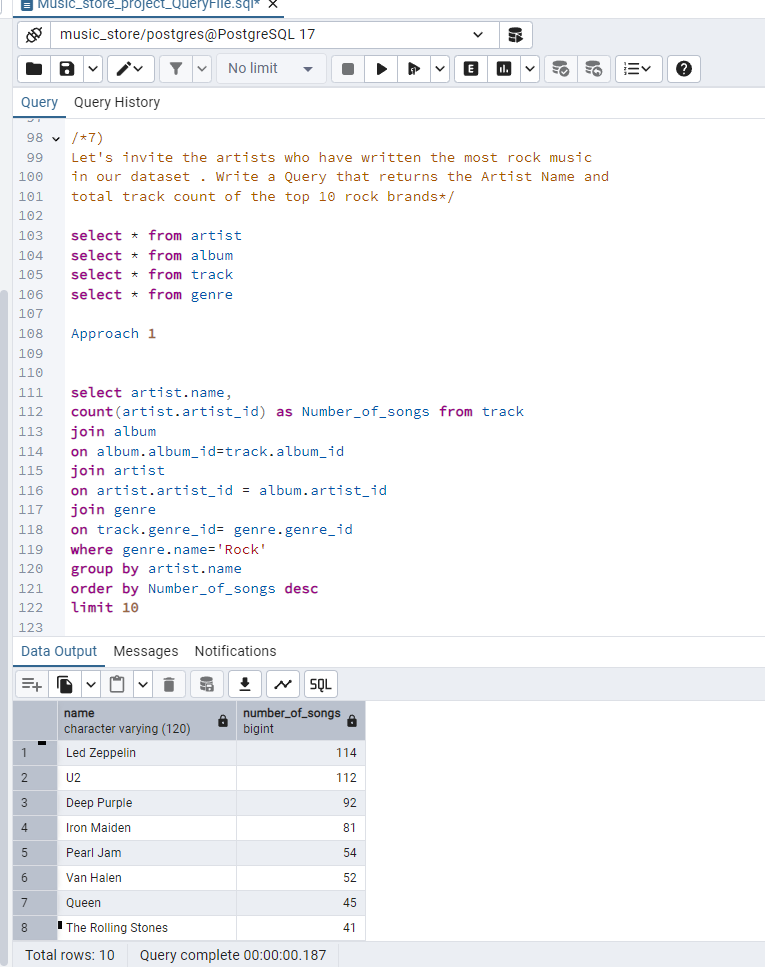 Music_store_project_QueryFile.sql* ×
music_store/postgres@PostgreSQL 17
No limit
E
Query Query History
98 /*7)
99 Let's invite the artists who have written the most rock music
100 in our dataset . Write a Query that returns the Artist Name and
101 total track count of the top 10 rock brands*/
102
103 select * from artist
104 select * from album
105 select * from track
106 select * from genre
107
108 Approach 1
109
110
111 select artist.name,
112 count(artist.artist_id) as Number_of_songs from track
113 join album
114 on album.album_id=track.album_id
115 join artist
116 on artist.artist_id = album.artist_id
117 join genre
118 on track.genre_id= genre.genre_id
119 where genre.name='Rock'
120 group by artist.name
121 order by Number_of_songs desc
122 limit 10
123
Data Output Messages Notifications
SQL
name number_of_songs
character varying (120) bigint
1 Led Zeppelin 114
2 U2 112
3 Deep Purple 92
4 Iron Maiden 81
5 Pearl Jam 54
6 Van Halen 52
7 Queen 45
8 The Rolling Stones 41
Total rows: 10 Query complete 00:00:00.187